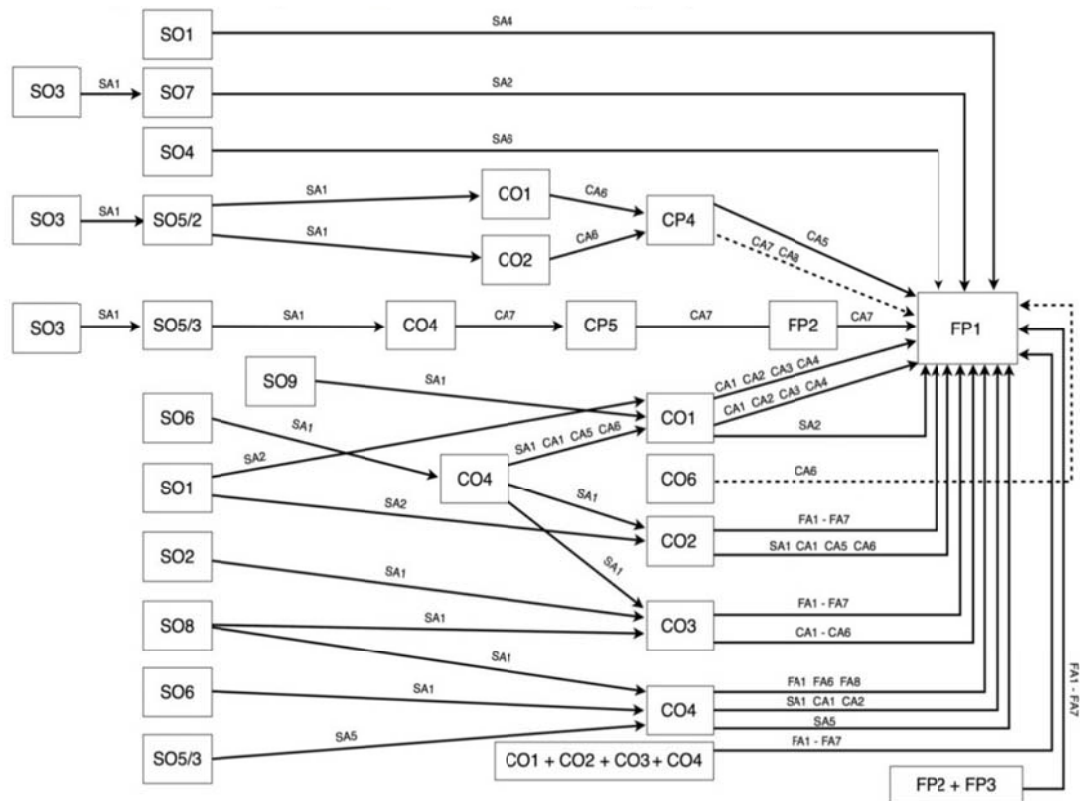 SA4
SO1
SO3 SA1 SO7 SA2
SO4 SA6
SO3 SA1 SO5/2 SA1 CO1 CA6 CP4 CA5
SA1 CO2 CA6 CA7 CA8
SO3 SA1 SO5/3 SA1 CO4 CA7 CP5 CA7 FP2 CA7 FP1
SO9 SA1 CA1 CA2 CA3 CA4
SO6 SA1 CO1 CA1 CA2 CA3 CA4
SA2 SA1 CA1 CA5 CA6 SA2
SO1 CO4 CO6 CA6
SA2 SA1 CO2 FA1 - FA7
SA1 CA1 CA5 CA6
SO2 SA1 SA1
SO8 SA1 CO3 FA1 - FA7
CA1 - CA6
SA1
SO6 SA1 CO4 FA1 FA6 FA8
SA1 CA1 CA2
SA5
SO5/3 SA5 FA1 - FA7
CO1 + CO2 + CO3 + CO4
FA1 - FA7
FP2 + FP3